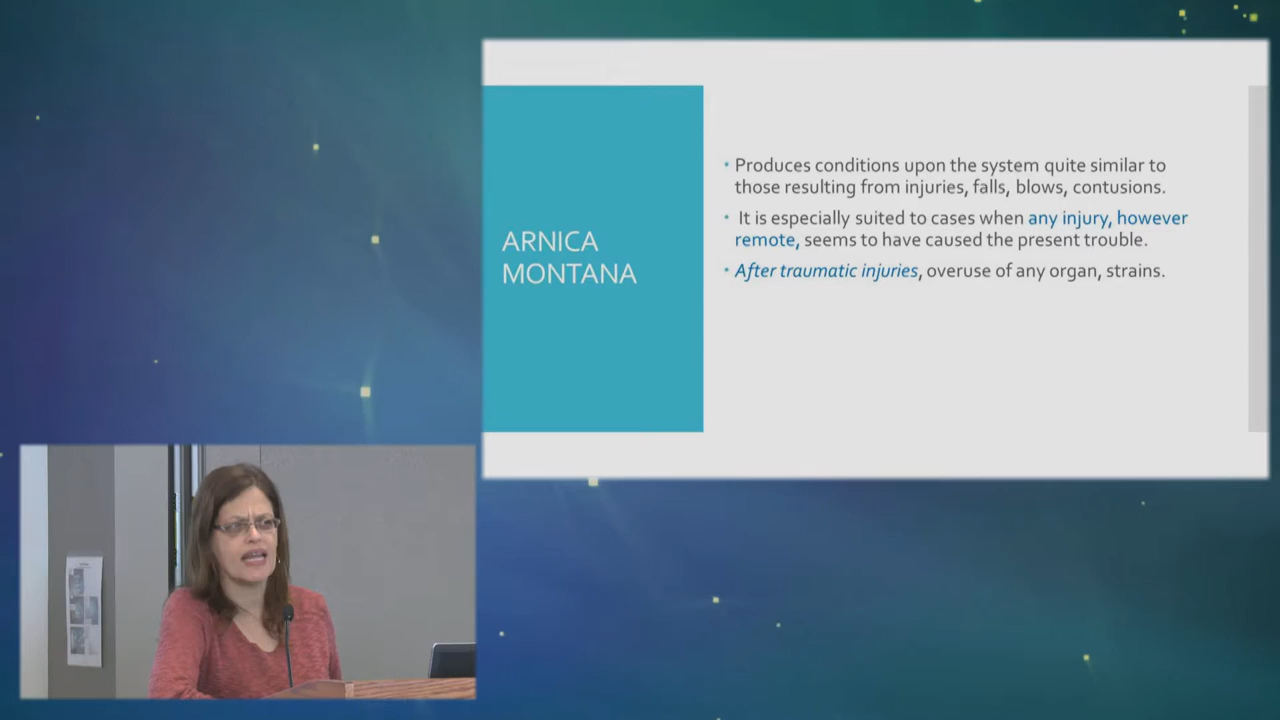 ARNICA
MONTANA
Produces conditions upon the system quite similar to
those resulting from injuries, falls, blows, contusions.
It is especially suited to cases when any injury, however
remote, seems to have caused the present trouble.
After traumatic injuries, overuse of any organ, strains.